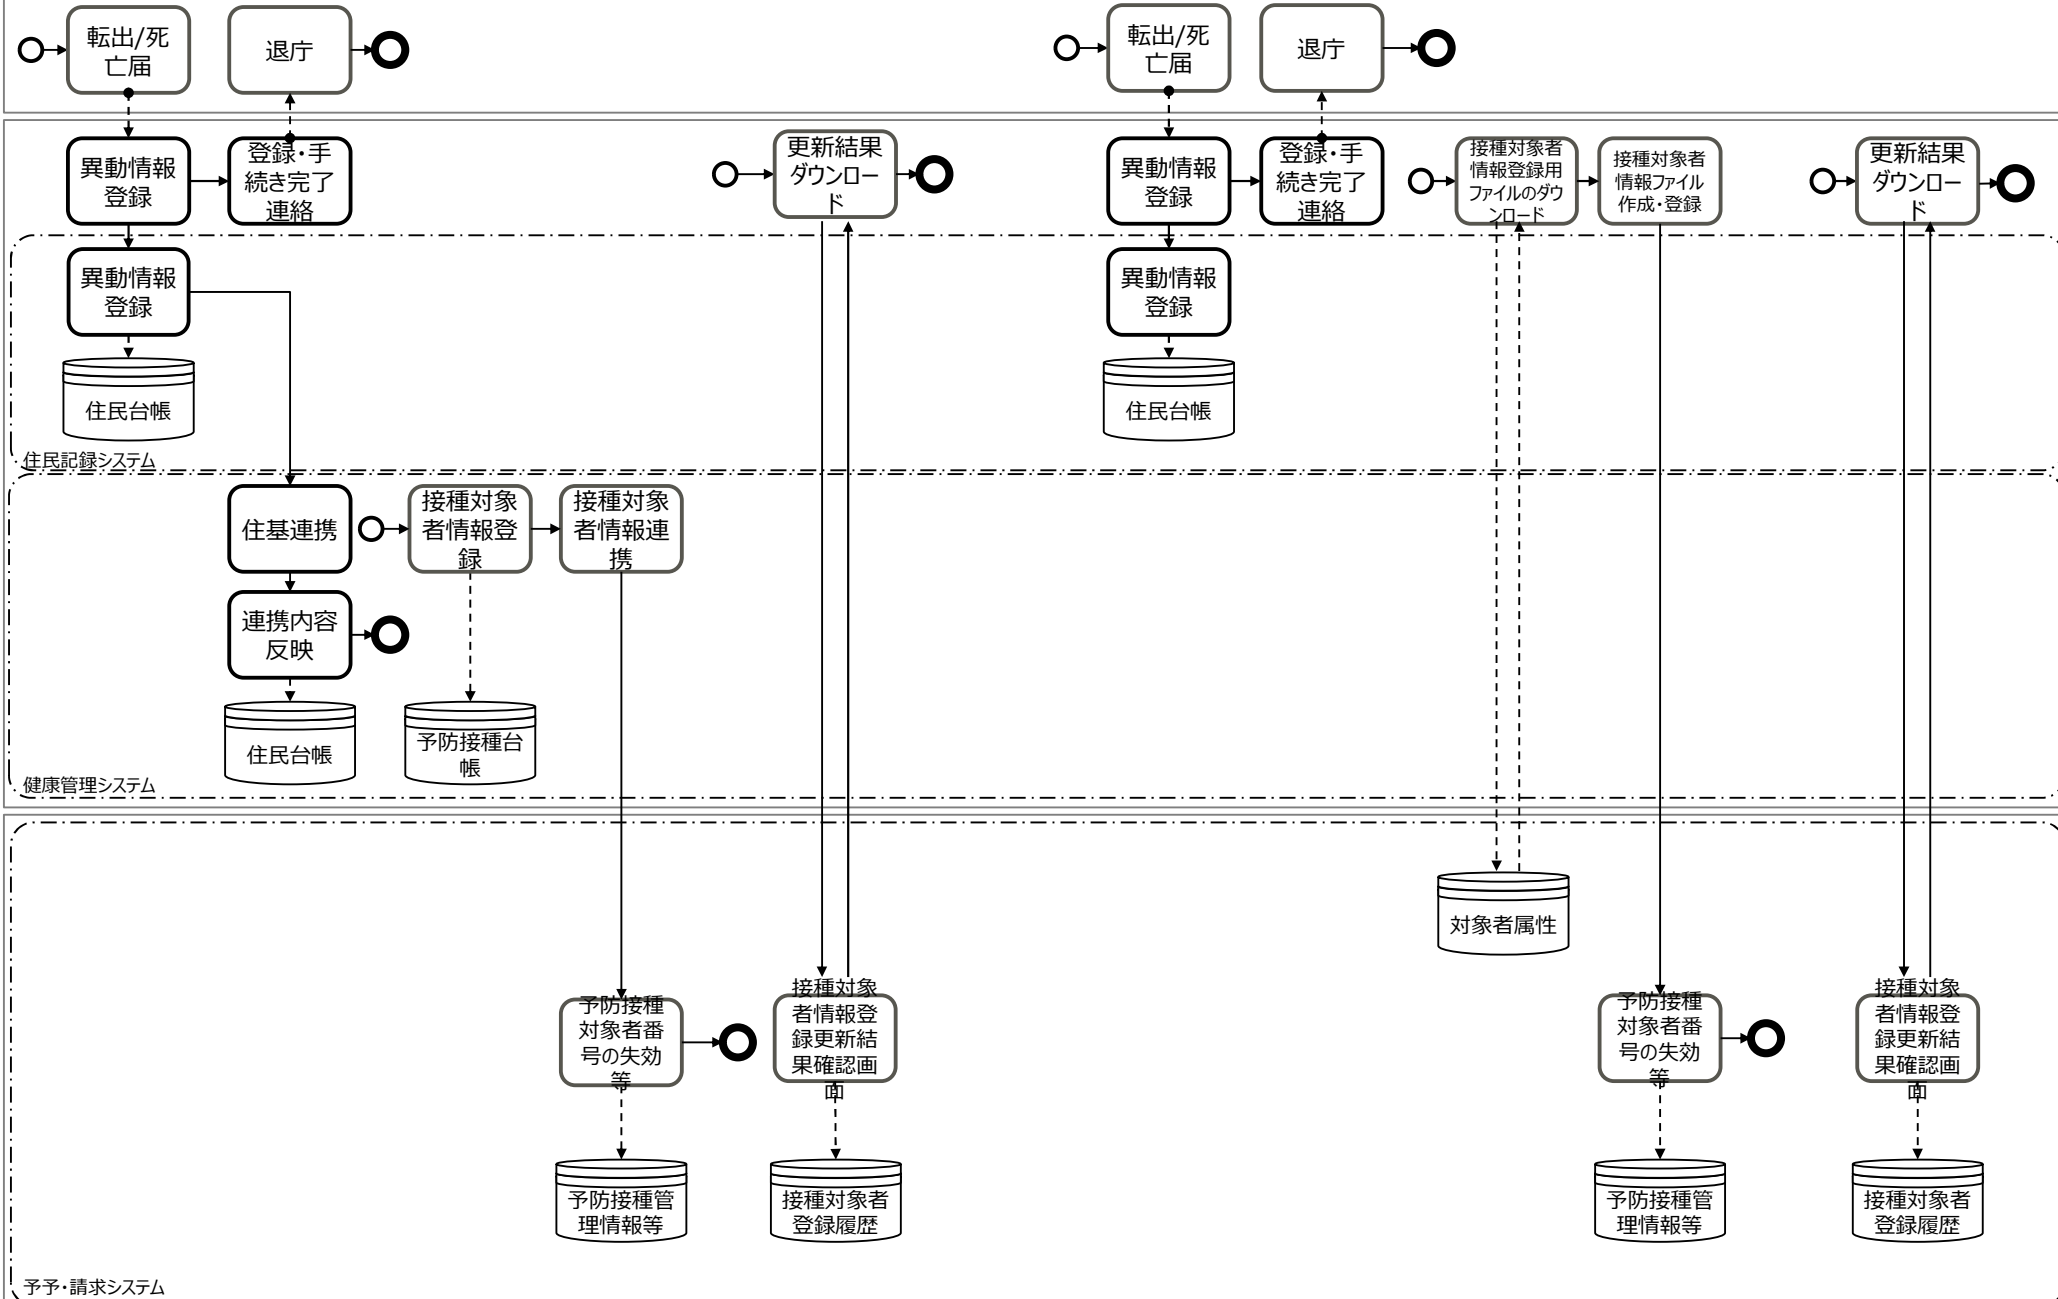 転出/死
亡届
退庁
転出/死
亡届
退庁
異動情報
登録
登録・手
続き完了
連絡
更新結果
ダウンロー
ド
異動情報
登録
登録・手
続き完了
連絡
接種対象者
情報登録用
ファイルのダウ
ンロード
接種対象者
情報ファイル
作成・登録
更新結果
ダウンロー
ド
異動情報
登録
異動情報
登録
住民台帳
住民台帳
住民記録システム
住基連携
接種対象
者情報登
録
接種対象
者情報連
携
連携内容
反映
住民台帳
予防接種台
帳
健康管理システム
対象者属性
予防接種
対象者番
号の失効
等
接種対象
者情報登
録更新結
果確認画
面
予防接種
対象者番
号の失効
等
接種対象
者情報登
録更新結
果確認画
面
予防接種管
理情報等
接種対象者
登録履歴
予防接種管
理情報等
接種対象者
登録履歴
予予・請求システム